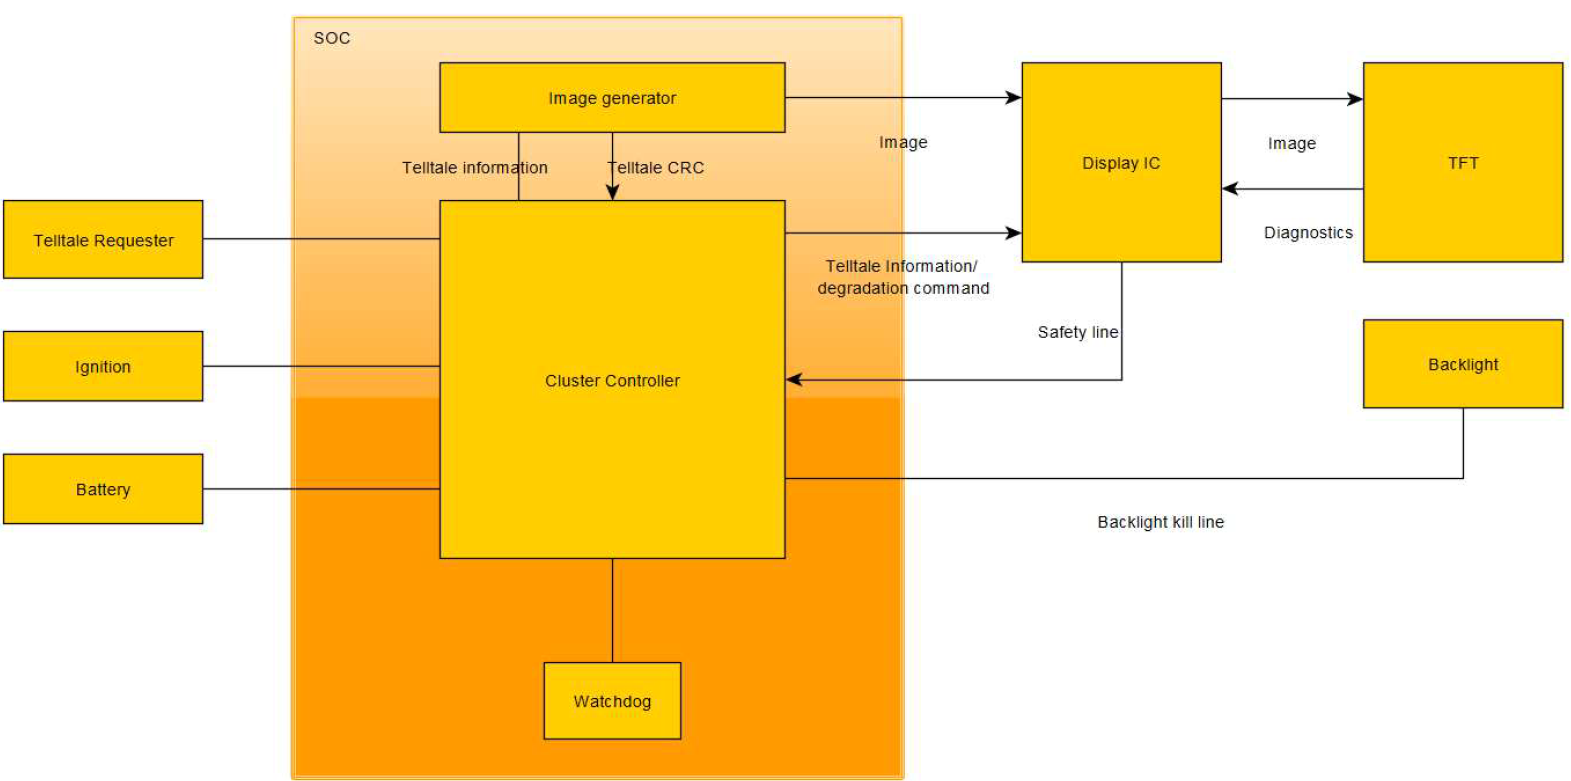 SOC
Image generator
Image
Display IC
Image
TFT
Telltale information
Telltale CRC
Telltale Requester
Diagnostics
Telltale Information/
degradation command
Safety line
Ignition
Cluster Controller
Backlight
Battery
Backlight kill line
Watchdog